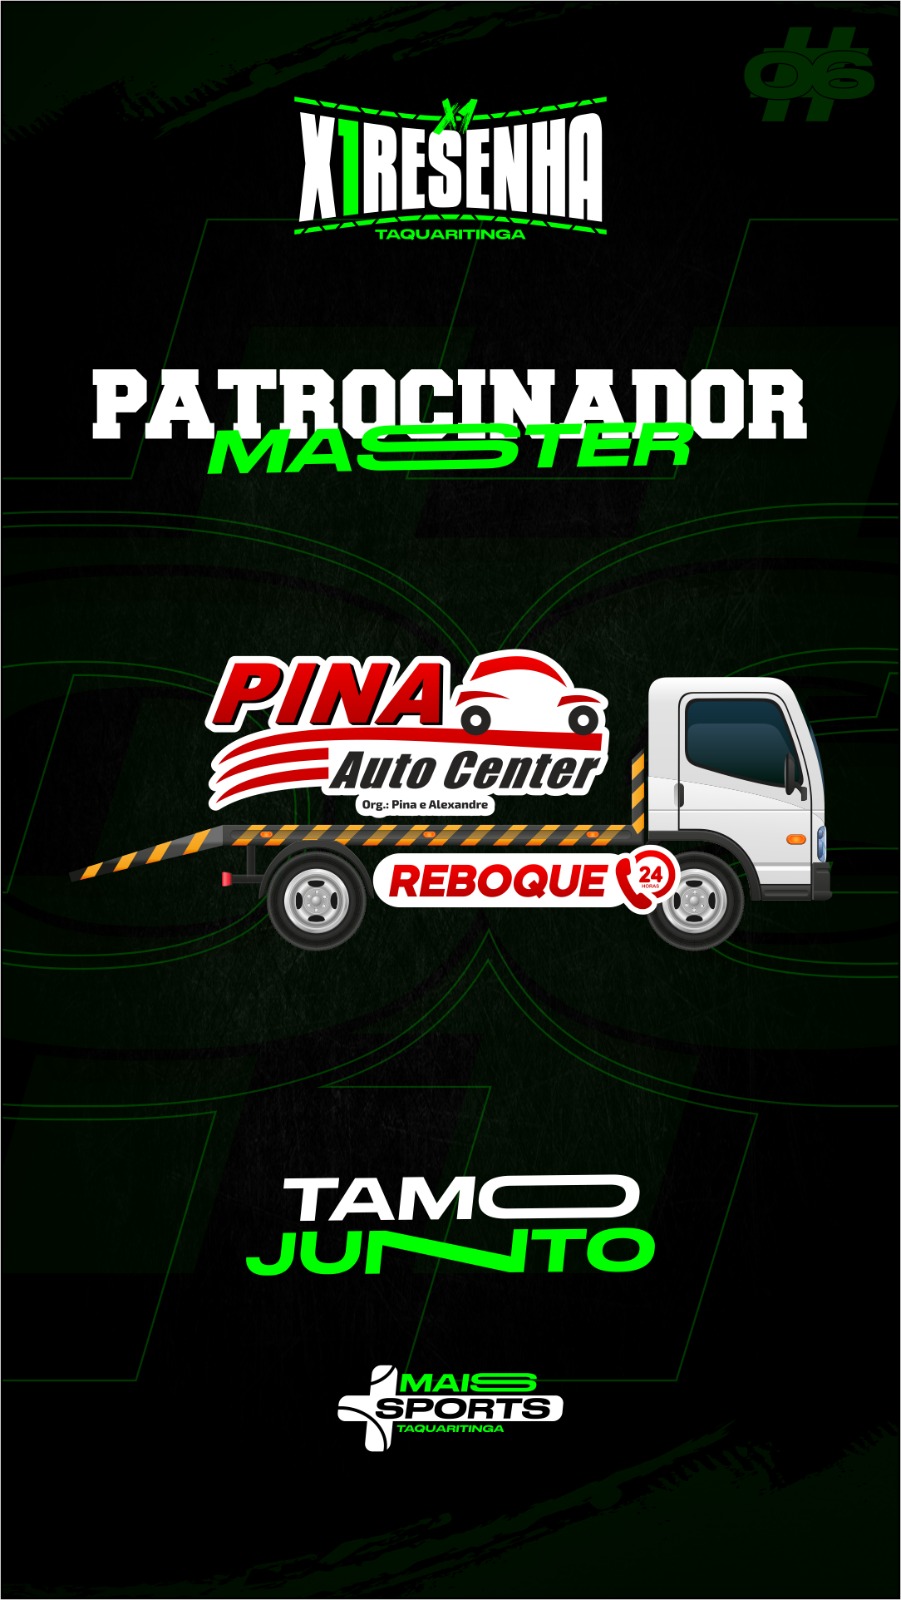 #06
X1
X1RESENHA
TAQUARITINGA
PATROCINADOR
MASTER
PINA
Auto Center
Org.: Pina e Alexandre
REBOQUE
24
HORAS
TAMO
JUNTO
MAIS
SPORTS
TAQUARITINGA